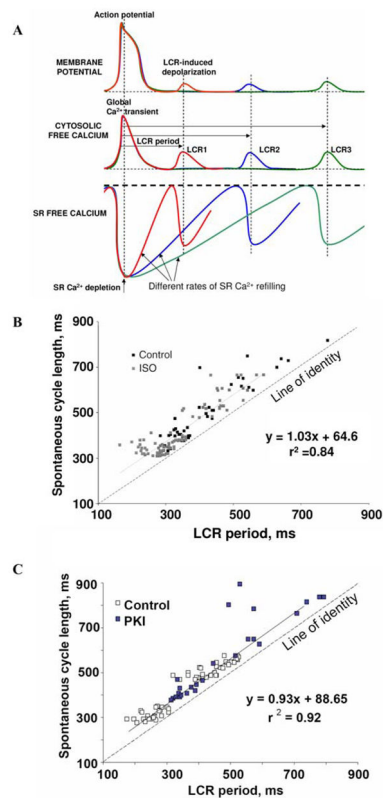 A
Action potential
MEMBRANE
POTENTIAL
LCR-induced
depolarization
Global
Ca²⁺transient
CYTOSOLIC
FREE CALCIUM
LCR period
LCR1
LCR2
LCR3
SR FREE CALCIUM
SR Ca²⁺ depletion
Different rates of SR Ca²⁺ refilling
B
Spontaneous cycle length, ms
900
700
500
300
100
Control
ISO
Line of identity
y = 1.03x + 64.6
r² =0.84
100 300 500 700 900
LCR period, ms
C
Spontaneous cycle length, ms
900
700
500
300
100
Control
PKI
Line of identity
y = 0.93x + 88.65
r ² = 0.92
100 300 500 700 900
LCR period, ms